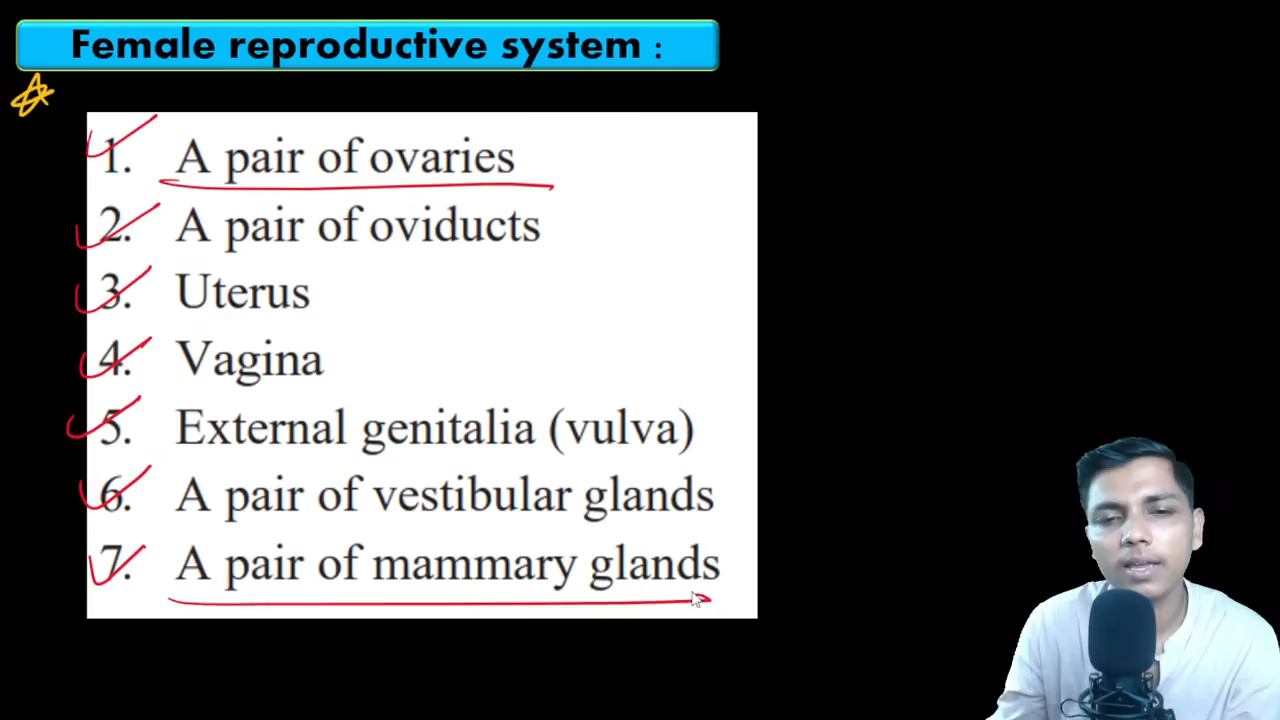 Female reproductive system :
1. A pair of ovaries
2. A pair of oviducts
3. Uterus
4. Vagina
5. External genitalia (vulva)
6. A pair of vestibular glands
7. A pair of mammary glands